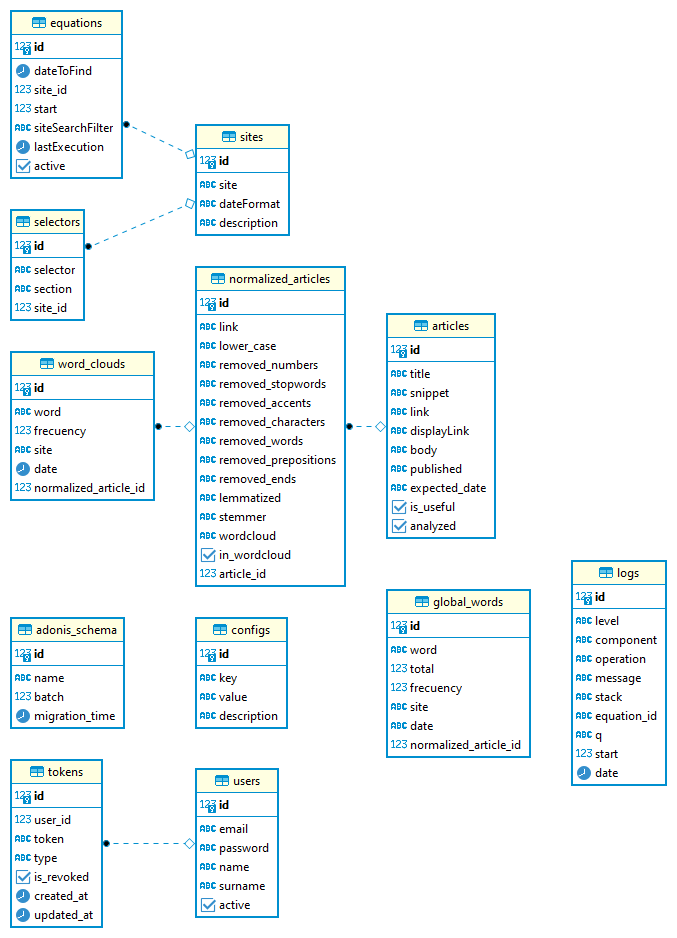 equations
123 id
dateToFind
123 site_id
123 start
ABC siteSearchFilter
lastExecution
active
sites
123 id
ABC site
ABC dateFormat
ABC description
selectors
123 id
ABC selector
ABC section
123 site_id
normalized_articles
123 id
ABC link
ABC lower_case
ABC removed_numbers
ABC removed_stopwords
ABC removed_accents
ABC removed_characters
ABC removed_words
ABC removed_prepositions
ABC removed_ends
ABC lemmatized
ABC stemmer
ABC wordcloud
in_wordcloud
123 article_id
articles
123 id
ABC title
ABC snippet
ABC link
ABC displayLink
ABC body
ABC published
ABC expected_date
is_useful
analyzed
word_clouds
123 id
ABC word
123 frecuency
ABC site
date
123 normalized_article_id
logs
123 id
ABC level
ABC component
ABC operation
ABC message
ABC stack
ABC equation_id
ABC q
123 start
date
global_words
123 id
ABC word
123 total
123 frecuency
ABC site
ABC date
123 normalized_article_id
adonis_schema
123 id
ABC name
123 batch
migration_time
configs
123 id
ABC key
ABC value
ABC description
tokens
123 id
123 user_id
ABC token
ABC type
is_revoked
created_at
updated_at
users
123 id
ABC email
ABC password
ABC name
ABC surname
active